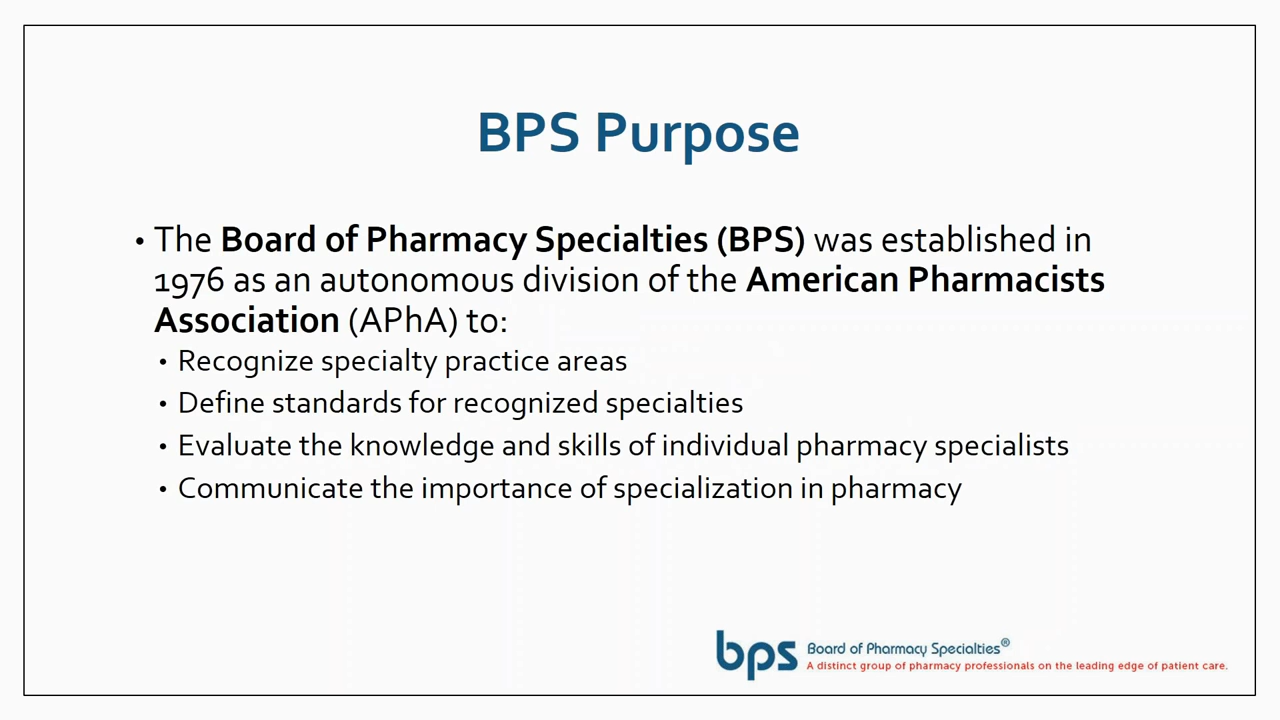 BPS Purpose
• The Board of Pharmacy Specialties (BPS) was established in
1976 as an autonomous division of the American Pharmacists
Association (APhA) to:
• Recognize specialty practice areas
• Define standards for recognized specialties
• Evaluate the knowledge and skills of individual pharmacy specialists
• Communicate the importance of specialization in pharmacy
bps Board of Pharmacy Specialties®
A distinct group of pharmacy professionals on the leading edge of patient care.